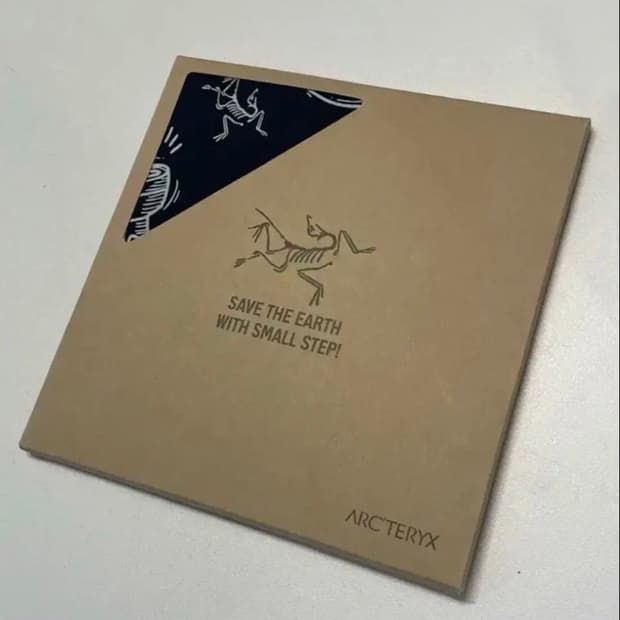 SAVE THE EARTH
WITH SMALL STEP!
ARC'TERYX